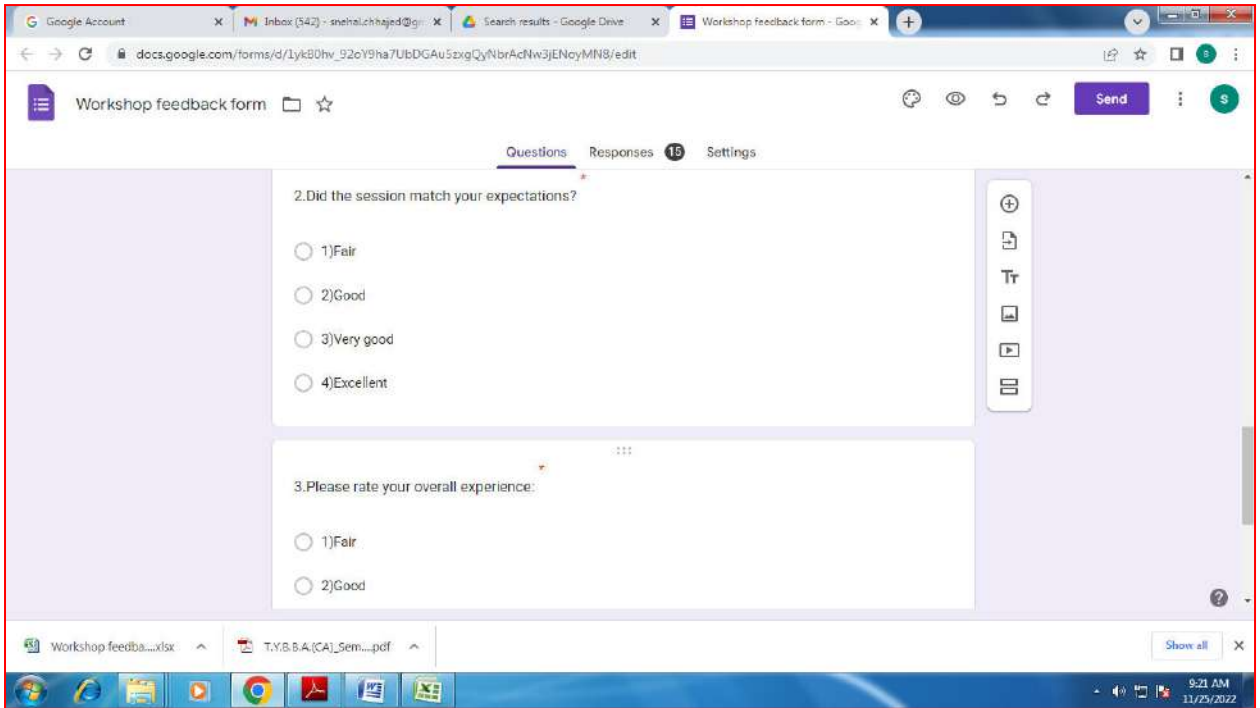 Google Account
Inbox (542) - snehal.chhajed@g
Search results - Google Drive
Workshop feedback form - Goo
docs.google.com/forms/d/
/edit
Workshop feedback form
Send
S
Questions
Responses 15
Settings
2.Did the session match your expectations? *
1)Fair
2)Good
3)Very good
4)Excellent
3.Please rate your overall experience: *
1)Fair
2)Good
Workshop feedba....xlsx
T.Y.B.B.A.(CA)_Sem....pdf
Show all
9:21 AM
11/25/2022